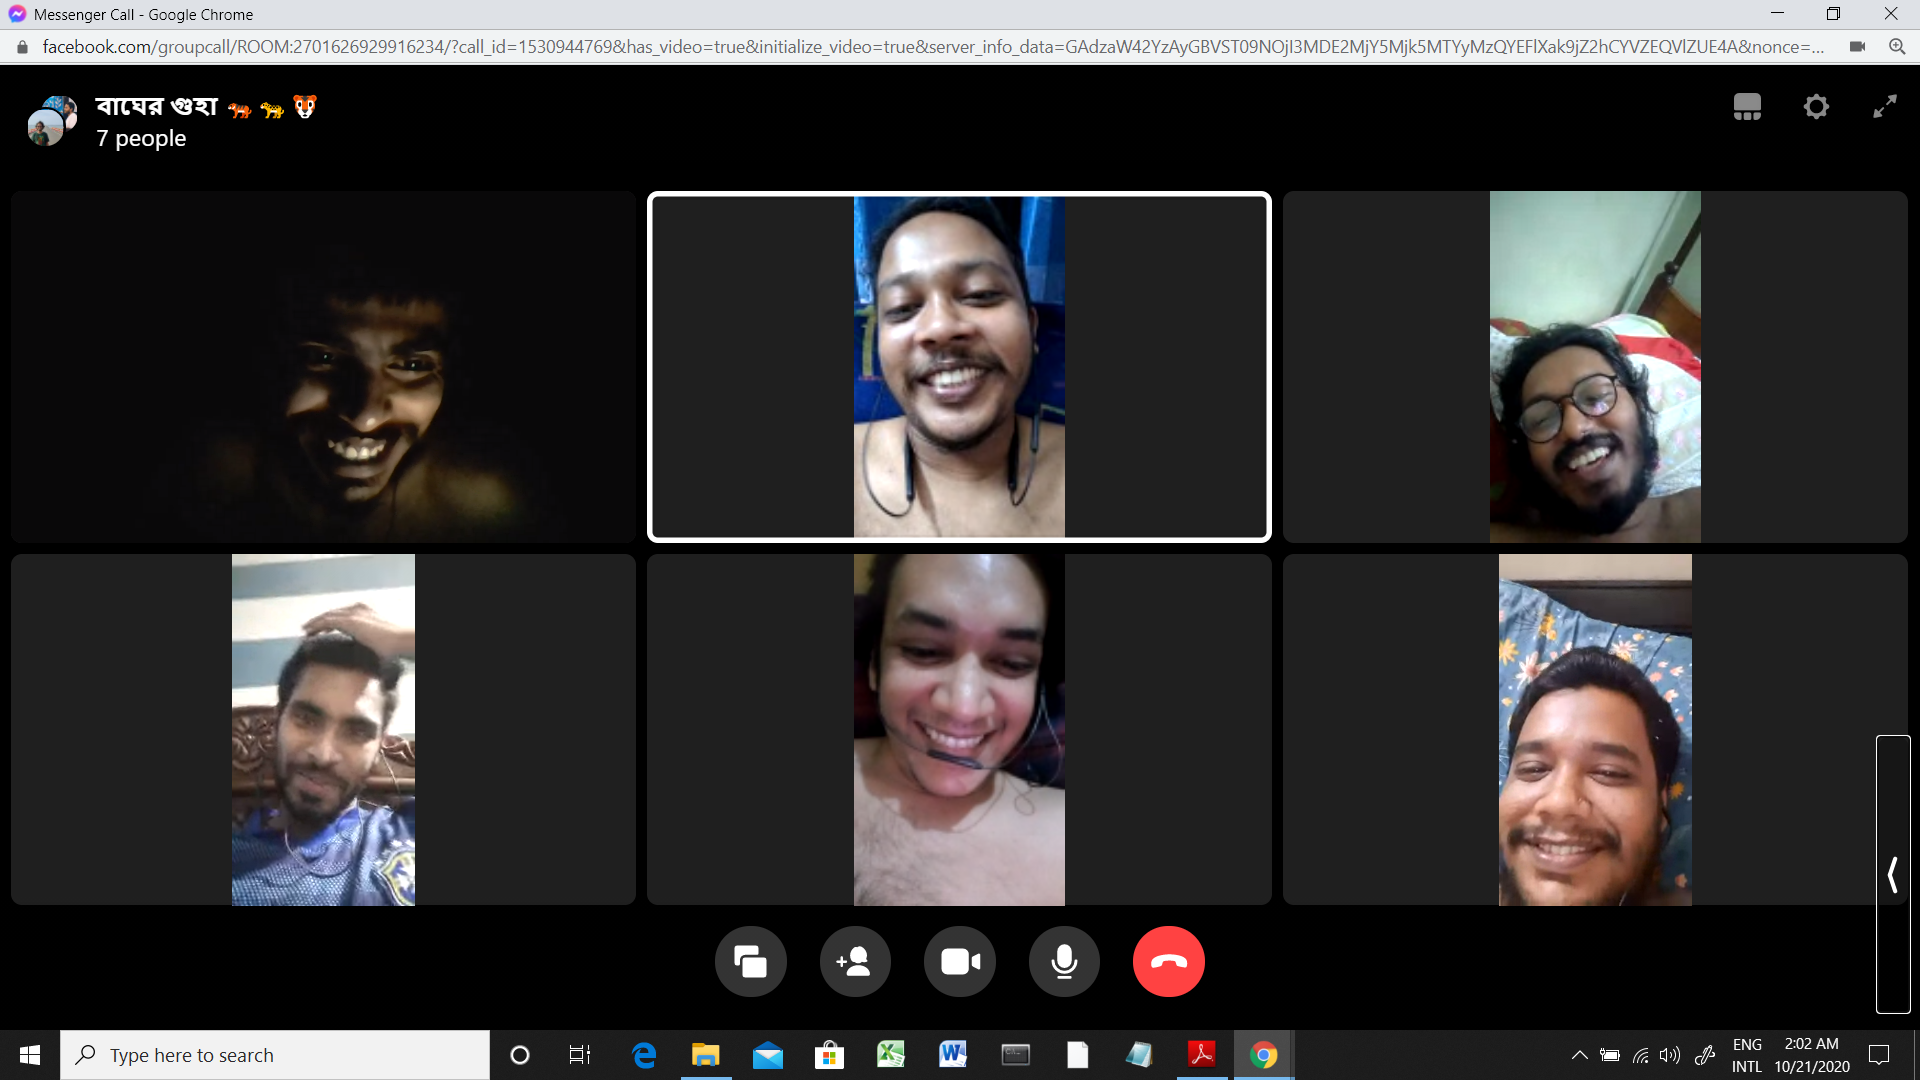 Messenger Call - Google Chrome
facebook.com/groupcall/ROOM:2701626929916234/?call_id=1530944769&has_video=true&initialize_video=true&server_info_data=GAdzaW42YzAyGBVST09NOjI3MDE2MjY5Mjk5MTYyMzQYEFlXak9jZ2hCYVZEQVlZUE4A&nonce=...
বাঘের গুহা 🐅 🐆 🐯
7 people
Type here to search
ENG
INTL
2:02 AM
10/21/2020